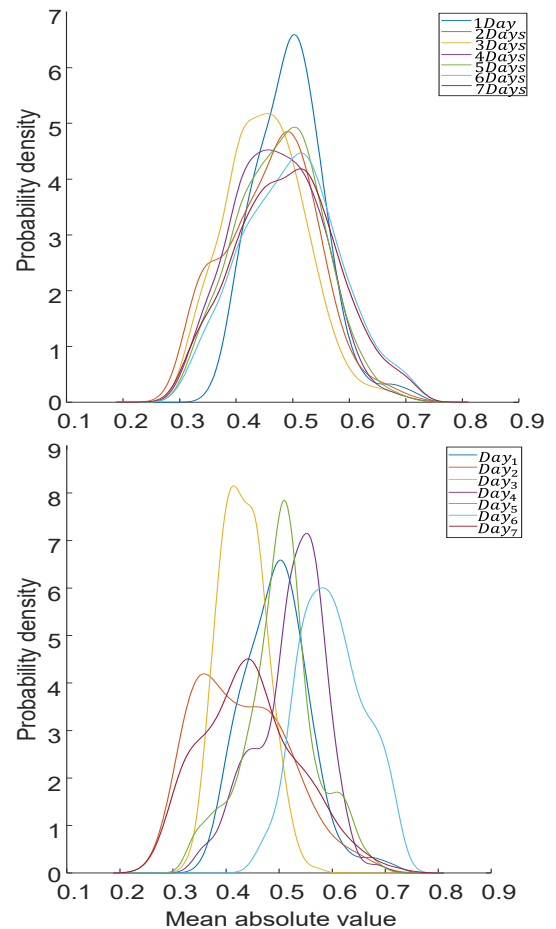 7
6
5
4
3
2
1
0
Probability density
0.1 0.2 0.3 0.4 0.5 0.6 0.7 0.8 0.9
1Day
2Days
3Days
4Days
5Days
6Days
7Days
9
8
7
6
5
4
3
2
1
0
Probability density
0.1 0.2 0.3 0.4 0.5 0.6 0.7 0.8 0.9
Mean absolute value
Day₁
Day₂
Day₃
Day₄
Day₅
Day₆
Day₇